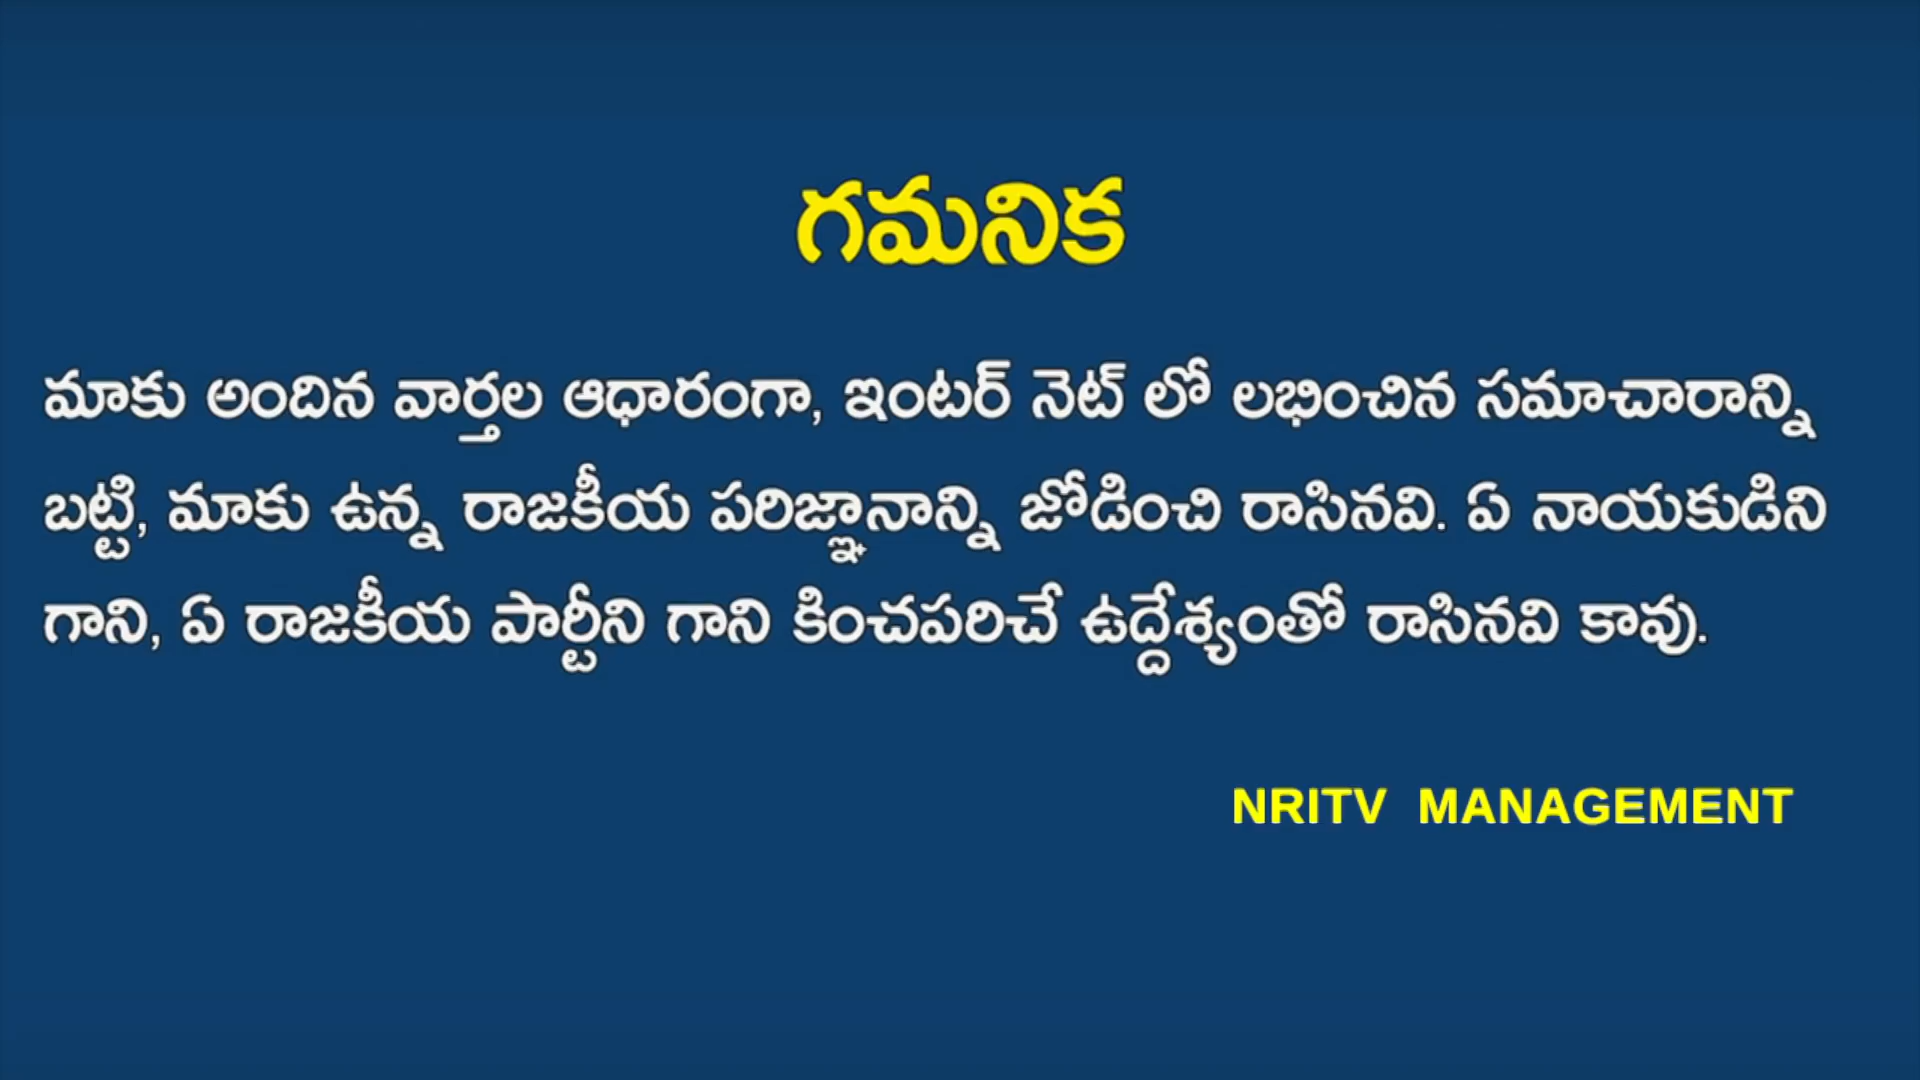 గమనిక
మాకు అందిన వార్తల ఆధారంగా, ఇంటర్ నెట్ లో లభించిన సమాచారాన్ని
బట్టి, మాకు ఉన్న రాజకీయ పరిజ్ఞానాన్ని జోడించి రాసినవి. ఏ నాయకుడిని
గాని, ఏ రాజకీయ పార్టీని గాని కించపరిచే ఉద్దేశ్యంతో రాసినవి కావు.
NRITV MANAGEMENT